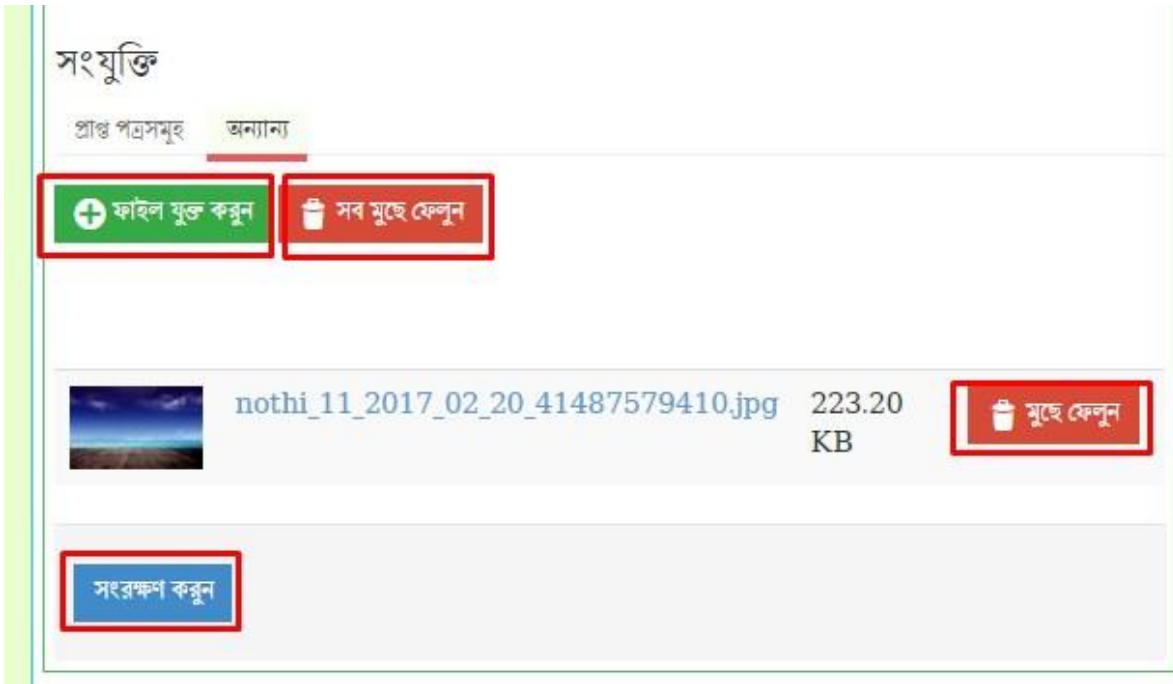 সংযুক্তি
প্রাপ্ত পত্রসমূহ অন্যান্য
ফাইল যুক্ত করুন সব মুছে ফেলুন
nothi_11_2017_02_20_41487579410.jpg 223.20 KB মুছে ফেলুন
সংরক্ষণ করুন